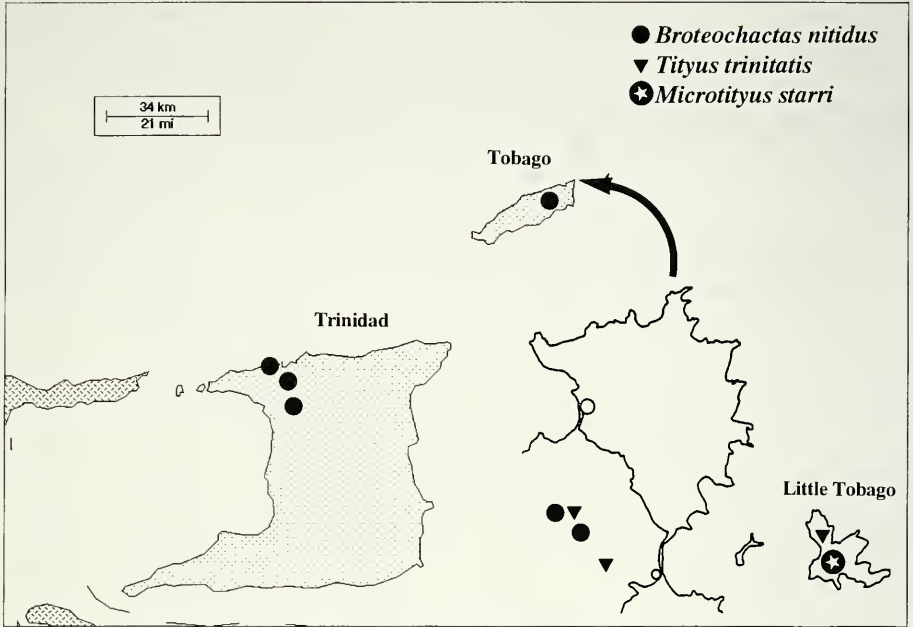 Broteochactas nitidus
Tityus trinitatis
Microtityus starri
34 km
21 mi
Tobago
Trinidad
Little Tobago